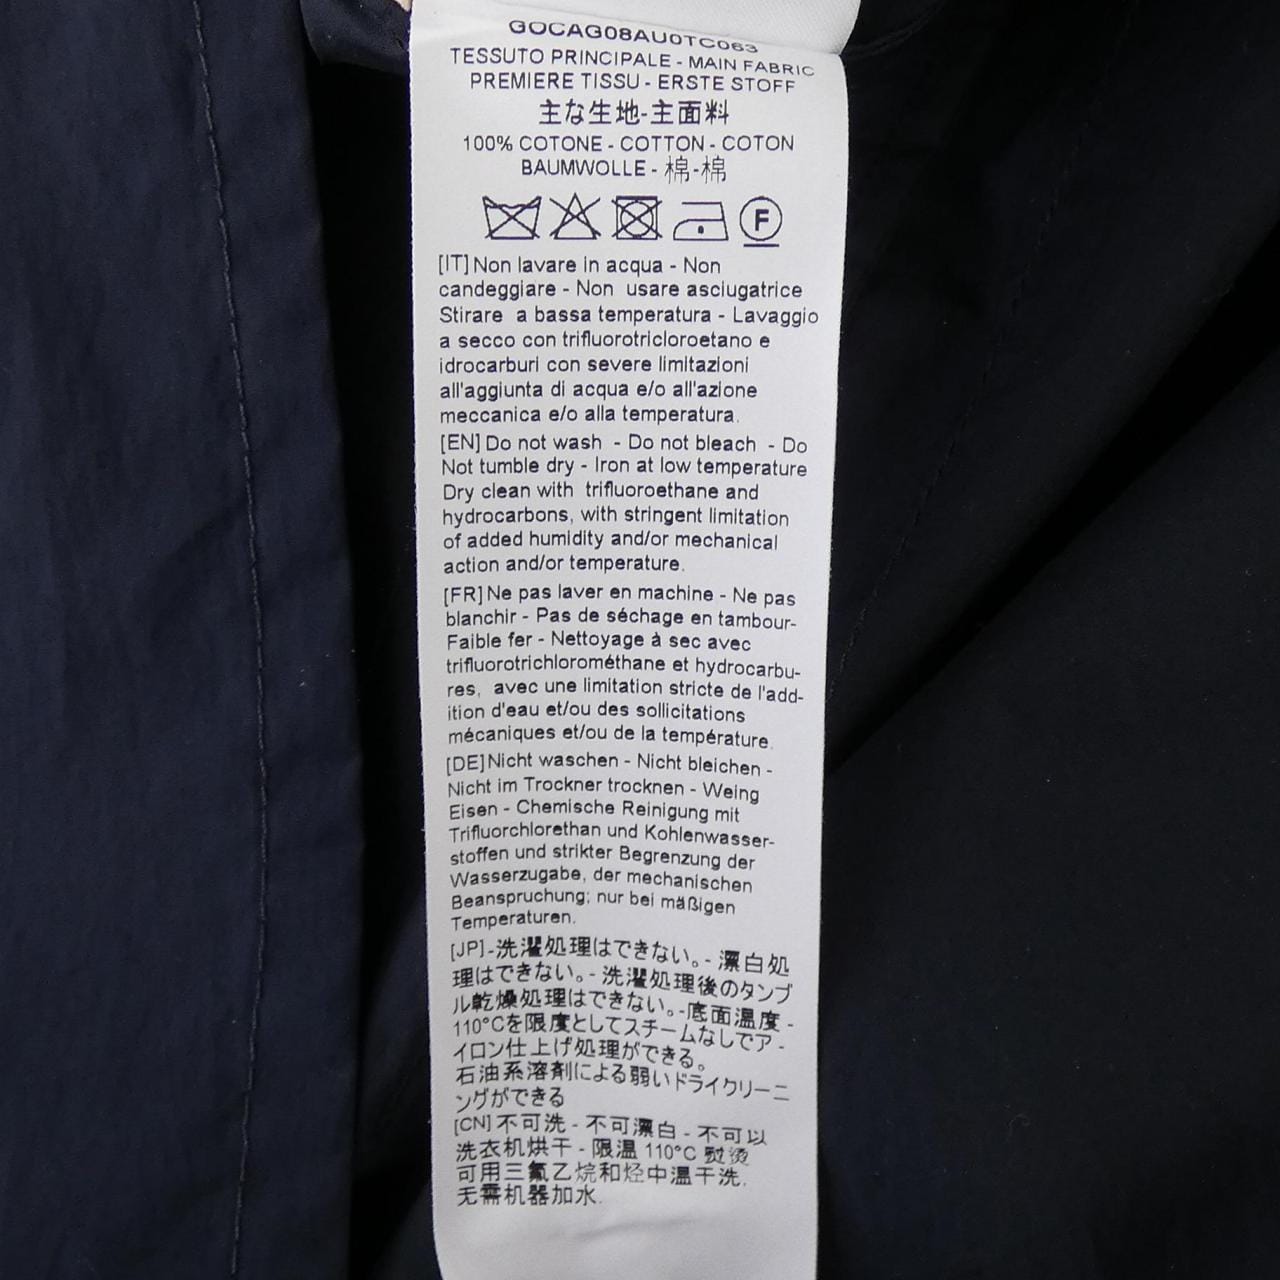 GOCAG08AU0TC063
TESSUTO PRINCIPALE - MAIN FABRIC
PREMIERE TISSU - ERSTE STOFF
主な生地-主面料
100% COTONE - COTTON - COTON
BAUMWOLLE - 棉-棉
F
[IT] Non lavare in acqua - Non
candeggiare - Non usare asciugatrice
Stirare a bassa temperatura - Lavaggio
a secco con trifluorotricloroetano e
idrocarburi con severe limItazioni
all'aggiunta di acqua e/o all'azione
meccanica e/o alla temperatura.
[EN] Do not wash - Do not bleach - Do
Not tumble dry - Iron at low temperature
Dry clean with trifluoroethane and
hydrocarbons, with stringent limitation
of added humidity and/or mechanical
action and/or temperature.
[FR] Ne pas laver en machine - Ne pas
blanchir - Pas de séchage en tambour-
Faible fer - Nettoyage à sec avec
trifluorotrichlorométhane et hydrocarbu-
res, avec une limitation stricte de l'add-
ition d'eau et/ou des sollicitations
mécaniques et/ou de la température.
[DE] Nicht waschen - Nicht bleichen -
Nicht im Trockner trocknen - Weing
Eisen - Chemische Reinigung mit
Trifluorchlorethan und Kohlenwasser-
stoffen und strikter Begrenzung der
Wasserzugabe, der mechanischen
Beanspruchung; nur bei mäßigen
Temperaturen.
[JP]-洗濯処理はできない。- 漂白処
理はできない。- 洗濯処理後のタンブ
ル乾燥処理はできない。-底面温度 -
110°Cを限度としてスチームなしでア -
イロン仕上げ処理ができる。
石油系溶剤による弱いドライクリーニ
ングができる
[CN] 不可洗 - 不可漂白 - 不可以
洗衣机烘干 - 限温 110°C 熨烫
可用三氟乙烷和烃中温干洗.
无需机器加水.